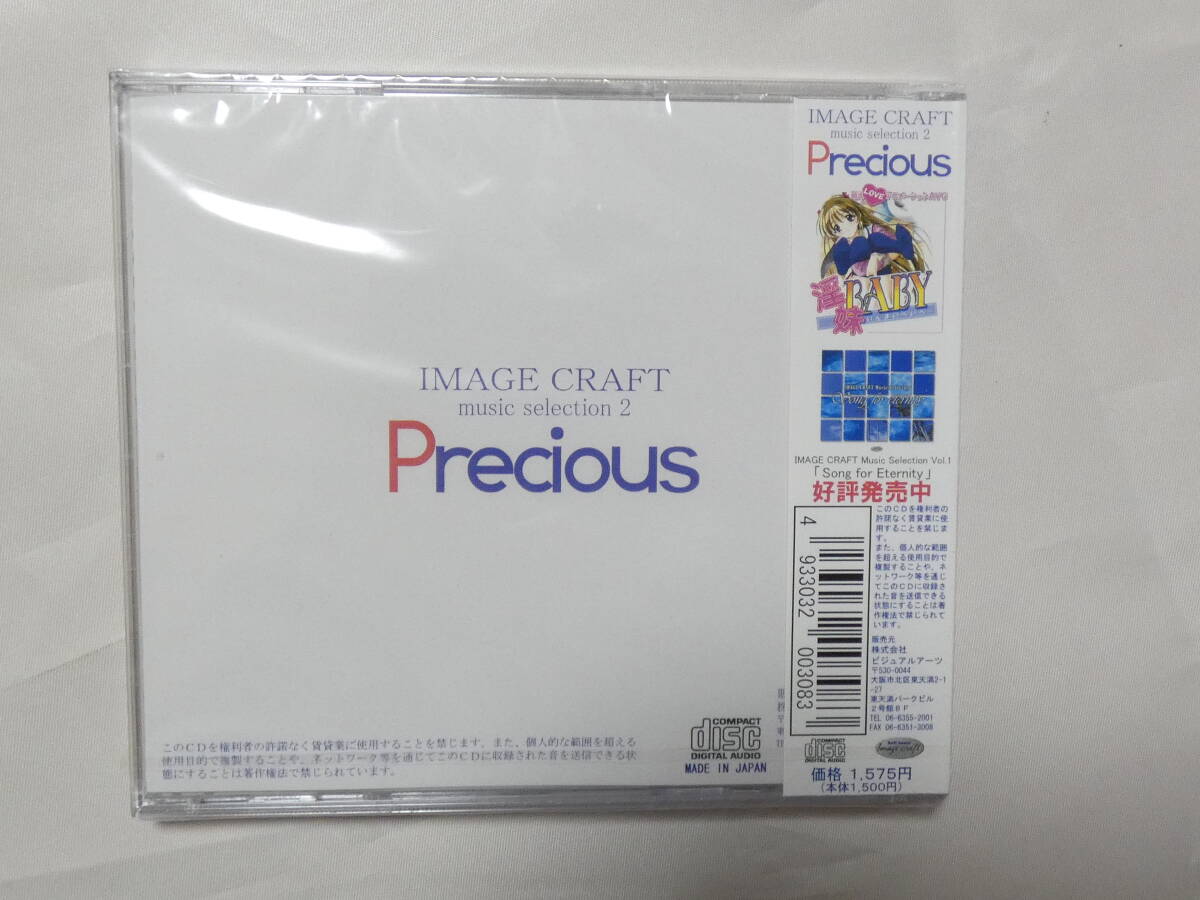 IMAGE CRAFT
music selection 2
Precious
このCDを権利者の許諾なく賃貸業に使用することを禁じます。また、個人的な範囲を超える
使用目的で複製することや、ネットワーク等を通じてこのCDに収録された音を送信できる状
態にすることは著作権法で禁じられています。
COMPACT
disc
DIGITAL AUDIO
MADE IN JAPAN
IMAGE CRAFT
music selection 2
Precious
LOVE
淫妹
BABY
IMAGE CRAFT Music Selection Vol.1
「Song for Eternity」
好評発売中
4 933032 003083
このCDを権利者の
許諾なく賃貸業に使
用することを禁じま
す。
また、個人的な範囲
を超える使用目的で
複製することや、ネ
ットワーク等を通じ
てこのCDに収録さ
れた音を送信できる
状態にすることは著
作権法で禁じられて
います。
販売元
株式会社
ビジュアルアーツ
〒530-0044
大阪市北区東天満2-1
-27
東天満パークビル
2号館8F
TEL 06-6355-2001
FAX 06-6351-3008
COMPACT
disc
DIGITAL AUDIO
Image craft
価格 1,575円
(本体1,500円)